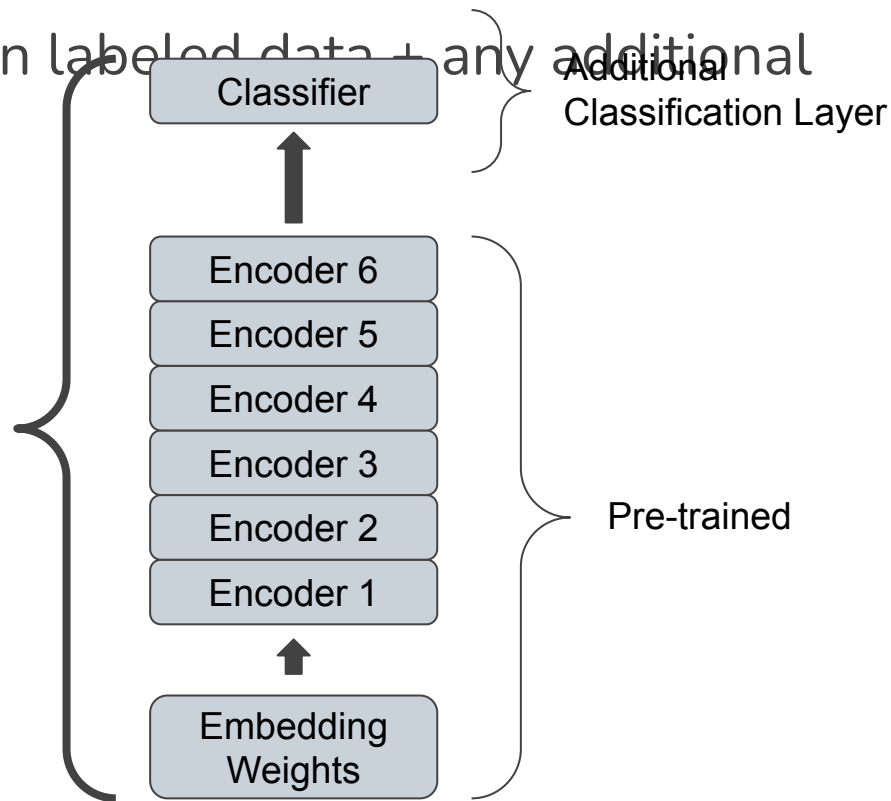 n labeled data + any additional
Classifier
Additional
Classification Layer
Encoder 6
Encoder 5
Encoder 4
Encoder 3
Encoder 2
Encoder 1
Pre-trained
Embedding
Weights